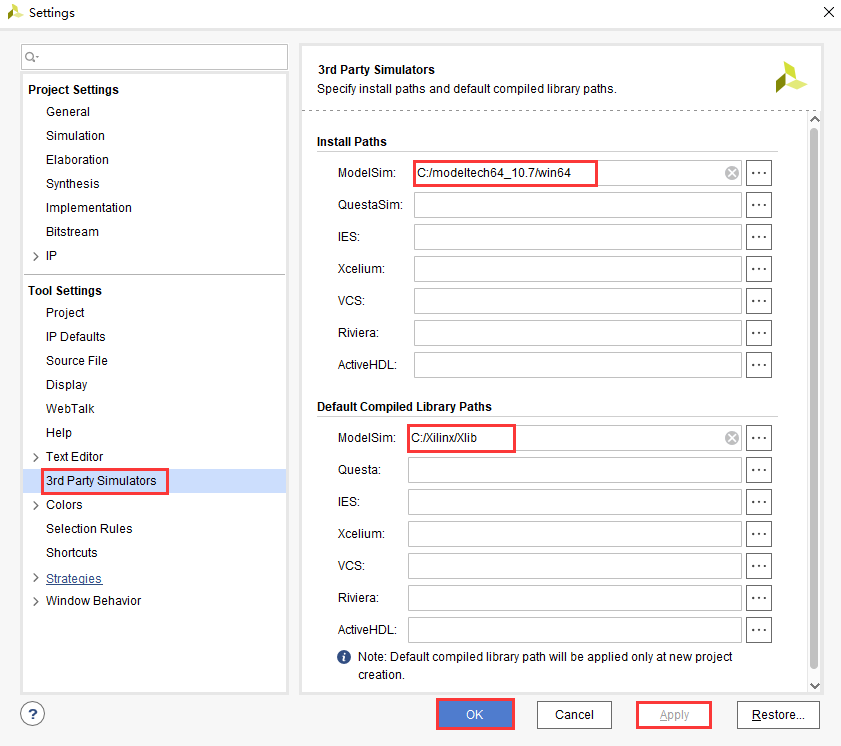 Settings
Project Settings
General
Simulation
Elaboration
Synthesis
Implementation
Bitstream
IP
Tool Settings
Project
IP Defaults
Source File
Display
WebTalk
Help
Text Editor
3rd Party Simulators
Colors
Selection Rules
Shortcuts
Strategies
Window Behavior
3rd Party Simulators
Specify install paths and default compiled library paths.
Install Paths
ModelSim: C:/modeltech64_10.7/win64 ...
QuestaSim: ...
IES: ...
Xcelium: ...
VCS: ...
Riviera: ...
ActiveHDL: ...
Default Compiled Library Paths
ModelSim: C:/Xilinx/Xlib ...
Questa: ...
IES: ...
Xcelium: ...
VCS: ...
Riviera: ...
ActiveHDL: ...
Note: Default compiled library path will be applied only at new project
creation.
? OK Cancel Apply Restore...